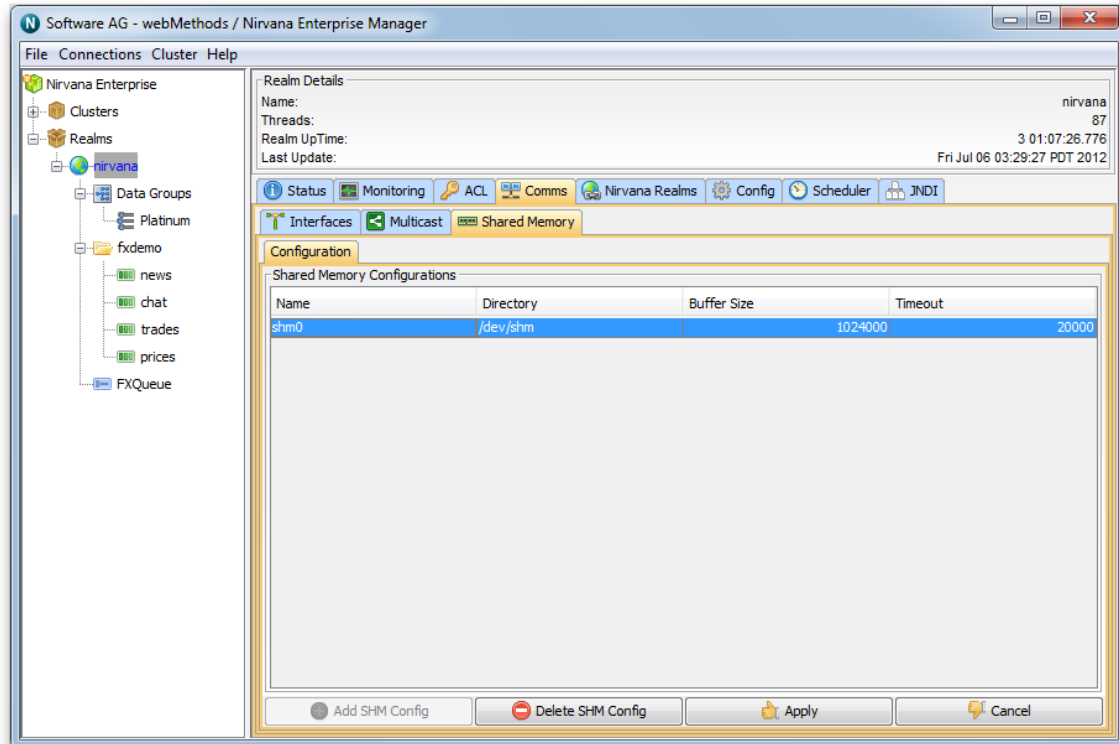 Software AG - webMethods / Nirvana Enterprise Manager
File Connections Cluster Help
Nirvana Enterprise
Clusters
Realms
nirvana
Data Groups
Platinum
fxdemo
news
chat
trades
prices
FXQueue
Realm Details
Name: nirvana
Threads: 87
Realm UpTime: 3 01:07:26.776
Last Update: Fri Jul 06 03:29:27 PDT 2012
Status Monitoring ACL Comms Nirvana Realms Config Scheduler JNDI
Interfaces Multicast Shared Memory
Configuration
Shared Memory Configurations
Name Directory Buffer Size Timeout
shm0 /dev/shm 1024000 20000
Add SHM Config Delete SHM Config Apply Cancel